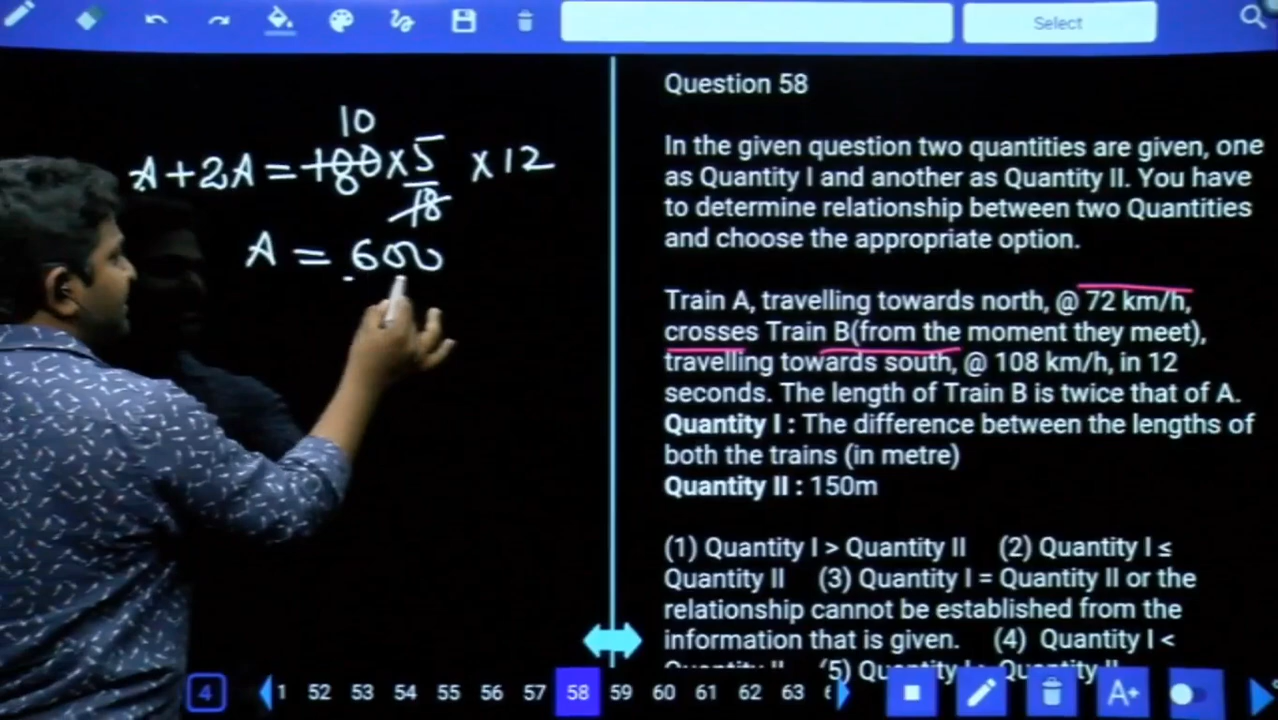 Select
10
A+2A = 180 × 5/18 × 12
A = 600
Question 58
In the given question two quantities are given, one
as Quantity I and another as Quantity II. You have
to determine relationship between two Quantities
and choose the appropriate option.
Train A, travelling towards north, @ 72 km/h,
crosses Train B(from the moment they meet),
travelling towards south, @ 108 km/h, in 12
seconds. The length of Train B is twice that of A.
Quantity I : The difference between the lengths of
both the trains (in metre)
Quantity II : 150m
(1) Quantity I > Quantity II (2) Quantity I ≤
Quantity II (3) Quantity I = Quantity II or the
relationship cannot be established from the
information that is given. (4) Quantity I <
4 1 52 53 54 55 56 57 58 59 60 61 62 63 A+